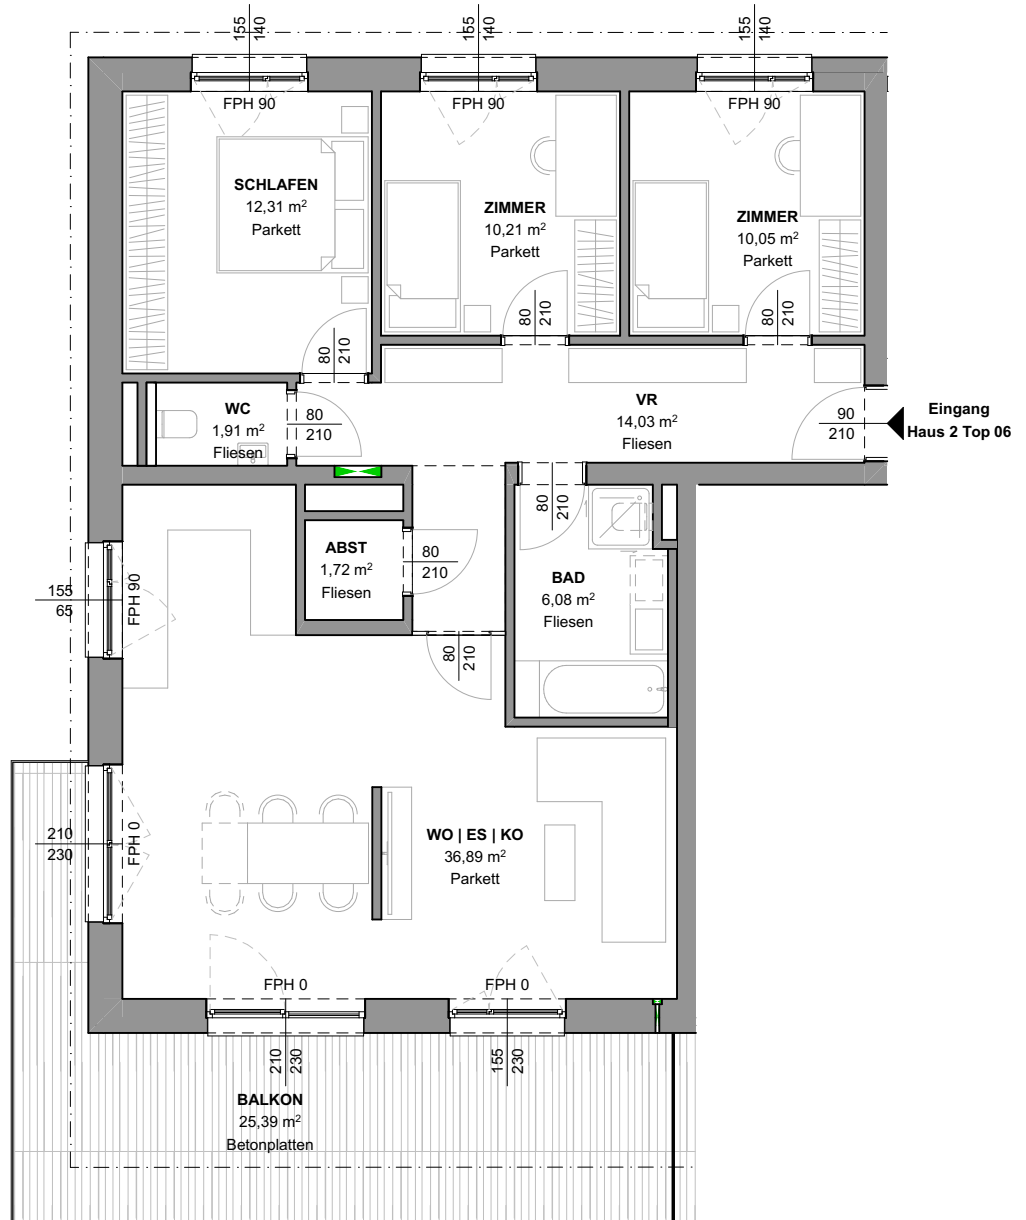 155
140
155
140
155
140
FPH 90
FPH 90
FPH 90
SCHLAFEN
12,31 m²
Parkett
ZIMMER
10,21 m²
Parkett
ZIMMER
10,05 m²
Parkett
80
210
80
210
80
210
WC
1,91 m²
Fliesen
80
210
VR
14,03 m²
Fliesen
90
210
Eingang
Haus 2 Top 06
80
210
ABST
1,72 m²
Fliesen
80
210
BAD
6,08 m²
Fliesen
155
65
FPH 90
80
210
210
230
FPH 0
WO | ES | KO
36,89 m²
Parkett
FPH 0
FPH 0
210
230
155
230
BALKON
25,39 m²
Betonplatten